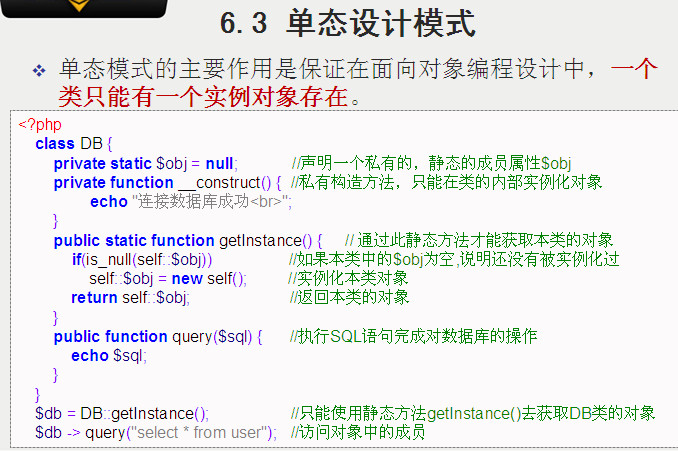 6.3 单态设计模式
❖ 单态模式的主要作用是保证在面向对象编程设计中，一个
类只能有一个实例对象存在。
<?php
class DB {
private static $obj = null; //声明一个私有的，静态的成员属性$obj
private function __construct() { //私有构造方法，只能在类的内部实例化对象
echo "连接数据库成功<br>";
}
public static function getInstance() { // 通过此静态方法才能获取本类的对象
if(is_null(self::$obj)) //如果本类中的$obj为空,说明还没有被实例化过
self::$obj = new self(); //实例化本类对象
return self::$obj; //返回本类的对象
}
public function query($sql) { //执行SQL语句完成对数据库的操作
echo $sql;
}
}
$db = DB::getInstance(); //只能使用静态方法getInstance()去获取DB类的对象
$db -> query("select * from user"); //访问对象中的成员